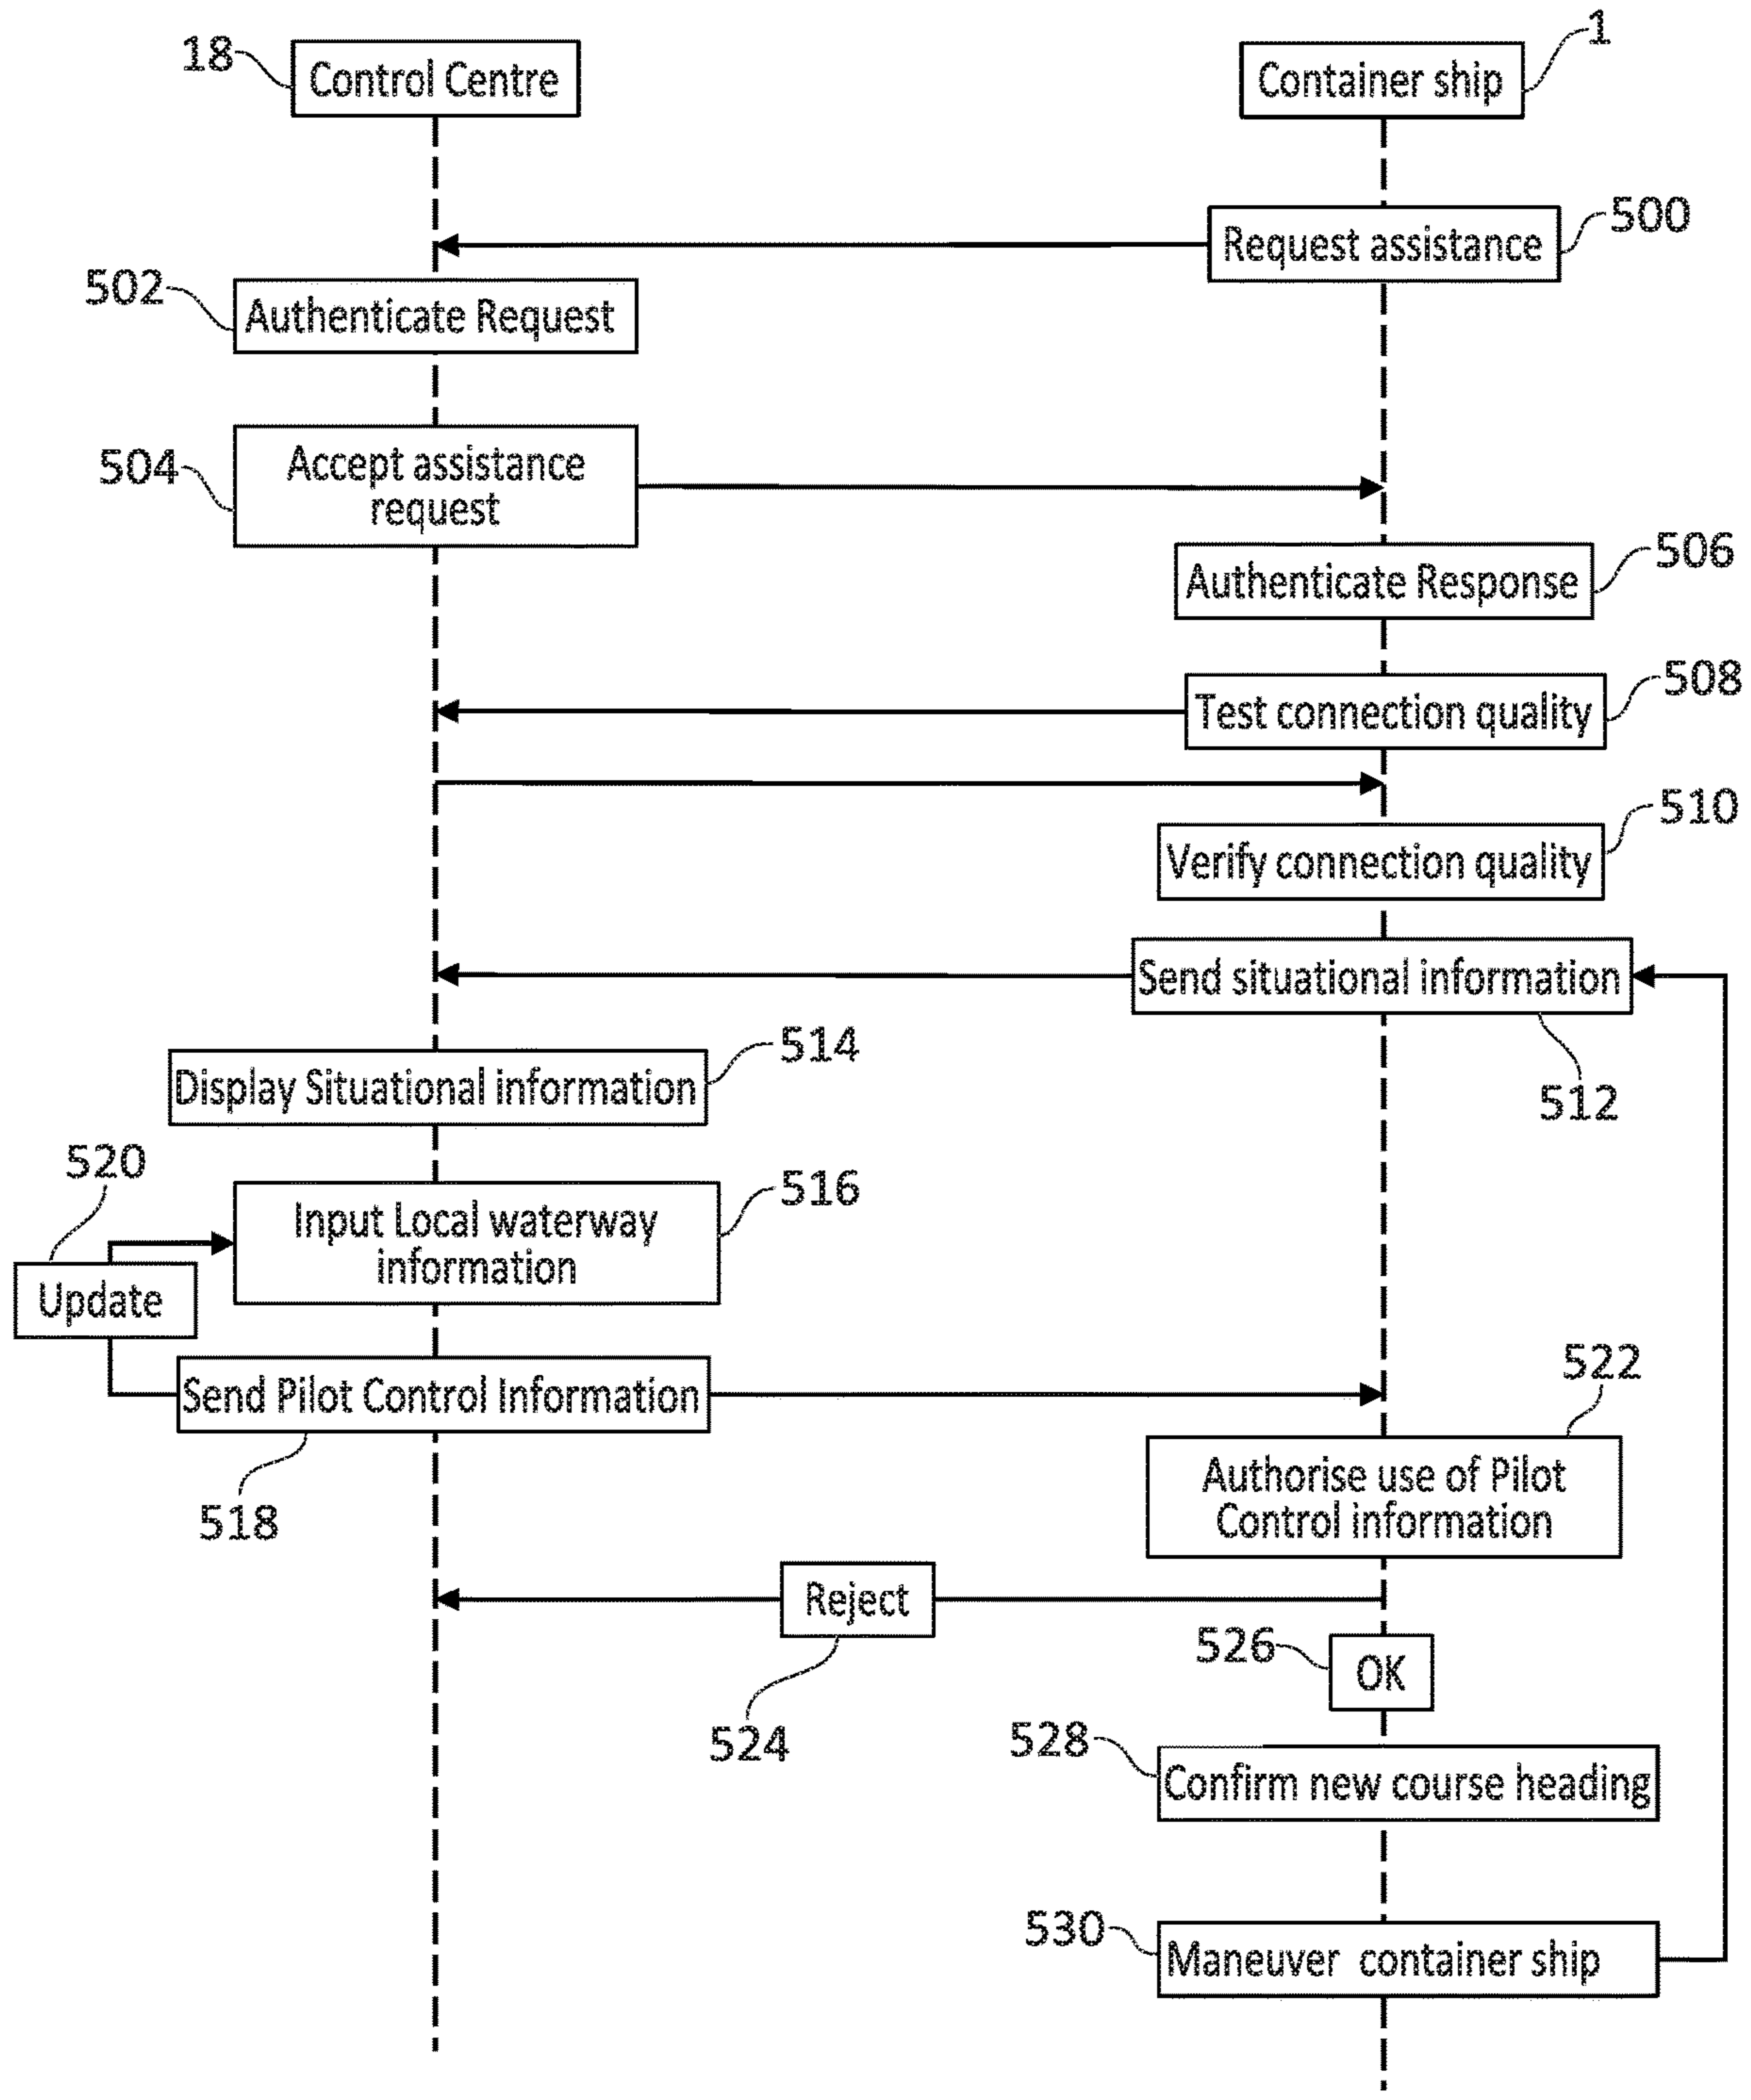 18
Control Centre
Container ship
1
Request assistance
500
502
Authenticate Request
504
Accept assistance
request
506
Authenticate Response
508
Test connection quality
510
Verify connection quality
Send situational information
512
514
Display Situational information
520
516
Input Local waterway
information
Update
Send Pilot Control Information
518
522
Authorise use of Pilot
Control information
Reject
524
526
OK
528
Confirm new course heading
530
Maneuver container ship